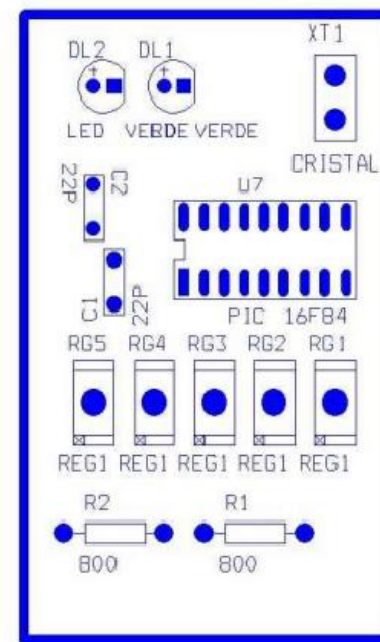 XT1
DL2 DL1
LED VERDE VERDE
CRISTAL
22P C2
U7
C1 22P
PIC 16F84
RG5 RG4 RG3 RG2 RG1
REG1 REG1 REG1 REG1 REG1
R2 R1
800 800